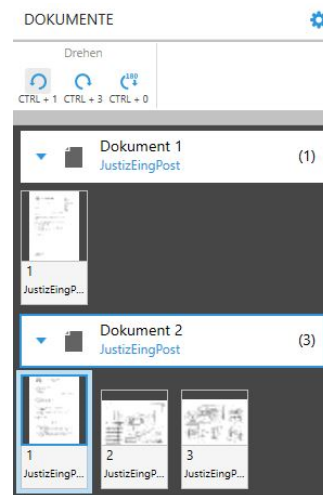 DOKUMENTE
Drehen
180
CTRL + 1 CTRL + 3 CTRL + 0
Dokument 1
JustizEingPost
(1)
1
JustizEingP...
Dokument 2
JustizEingPost
(3)
1 2 3
JustizEingP... JustizEingP... JustizEingP...